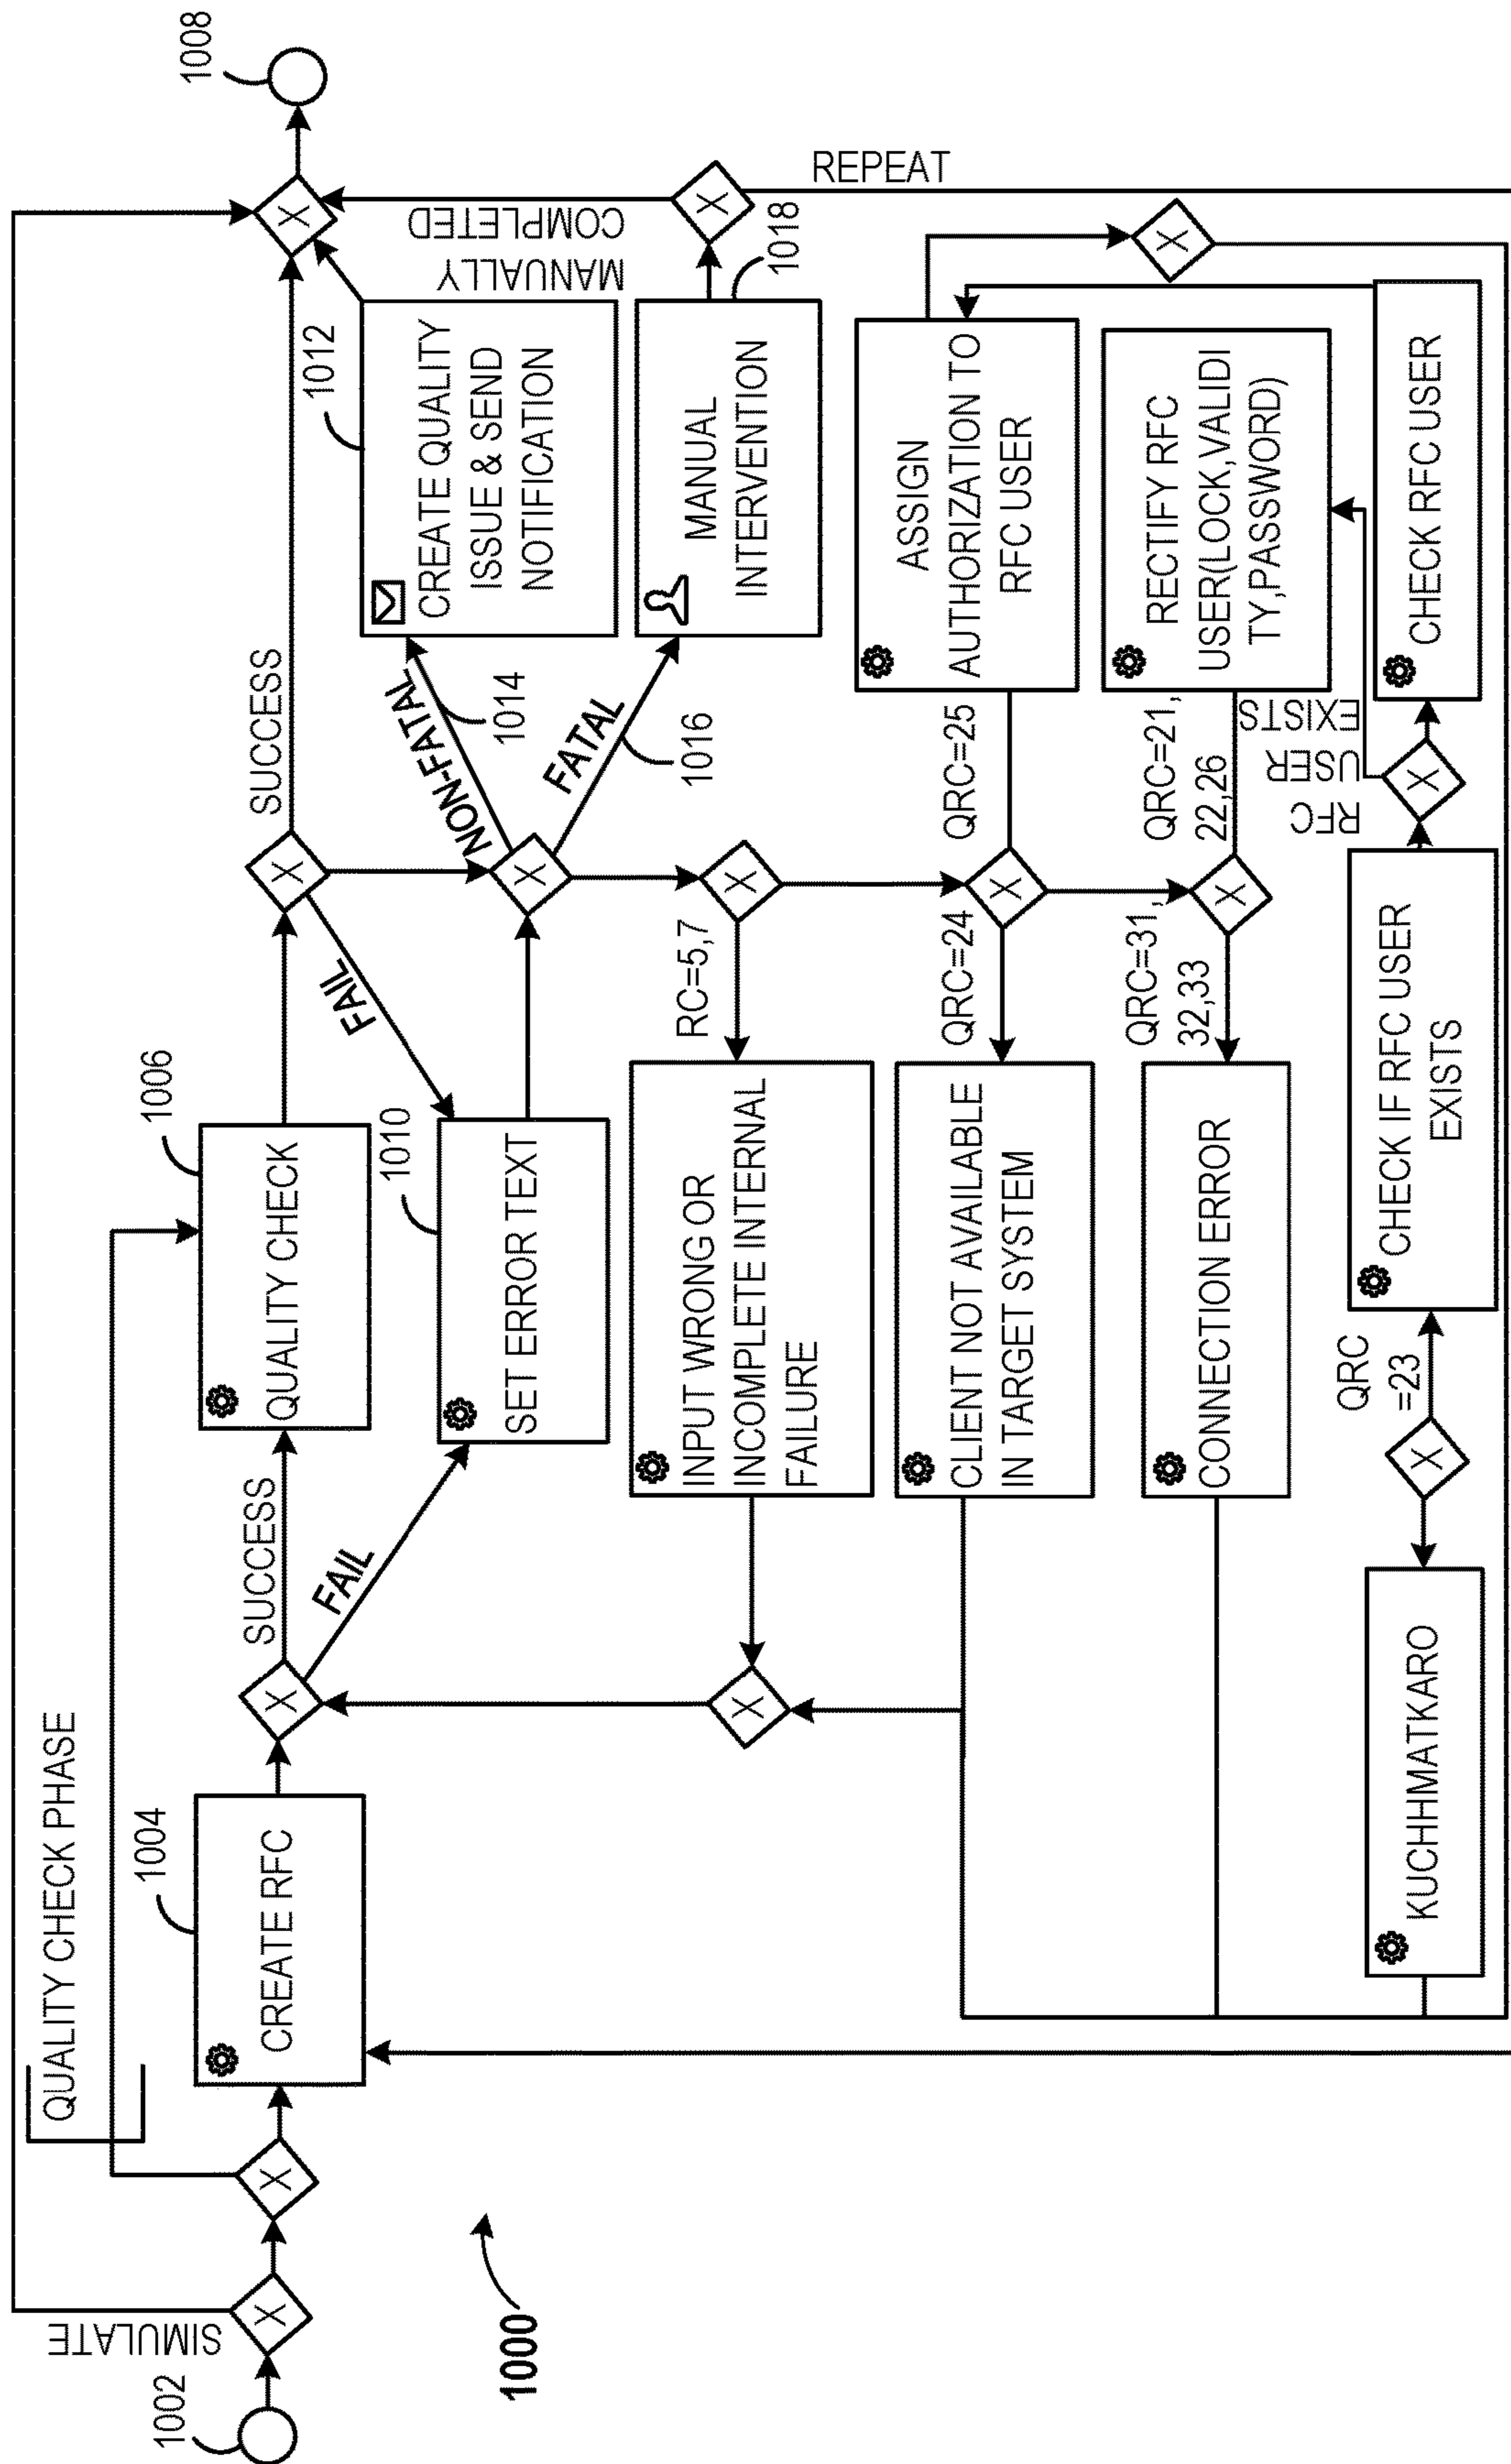 1002
SIMULATE
QUALITY CHECK PHASE
1004
CREATE RFC
SUCCESS
FAIL
1006
QUALITY CHECK
SUCCESS
FAIL
1008
1010
SET ERROR TEXT
NON-FATAL
1014
FATAL
1016
1012
CREATE QUALITY
ISSUE & SEND
NOTIFICATION
MANUALLY
COMPLETED
MANUAL
INTERVENTION
1018
REPEAT
1000
RC=5,7
INPUT WRONG OR
INCOMPLETE INTERNAL
FAILURE
QRC=24
CLIENT NOT AVAILABLE
IN TARGET SYSTEM
QRC=25
ASSIGN
AUTHORIZATION TO
RFC USER
QRC=31,
32,33
CONNECTION ERROR
QRC=21,
22,26
RECTIFY RFC
USER(LOCK,VALIDI
TY,PASSWORD)
KUCHHMATKARO
QRC
=23
CHECK IF RFC USER
EXISTS
RFC
USER
EXISTS
CHECK RFC USER
X
X
X
X
X
X
X
X
X
X
X
X
X
X